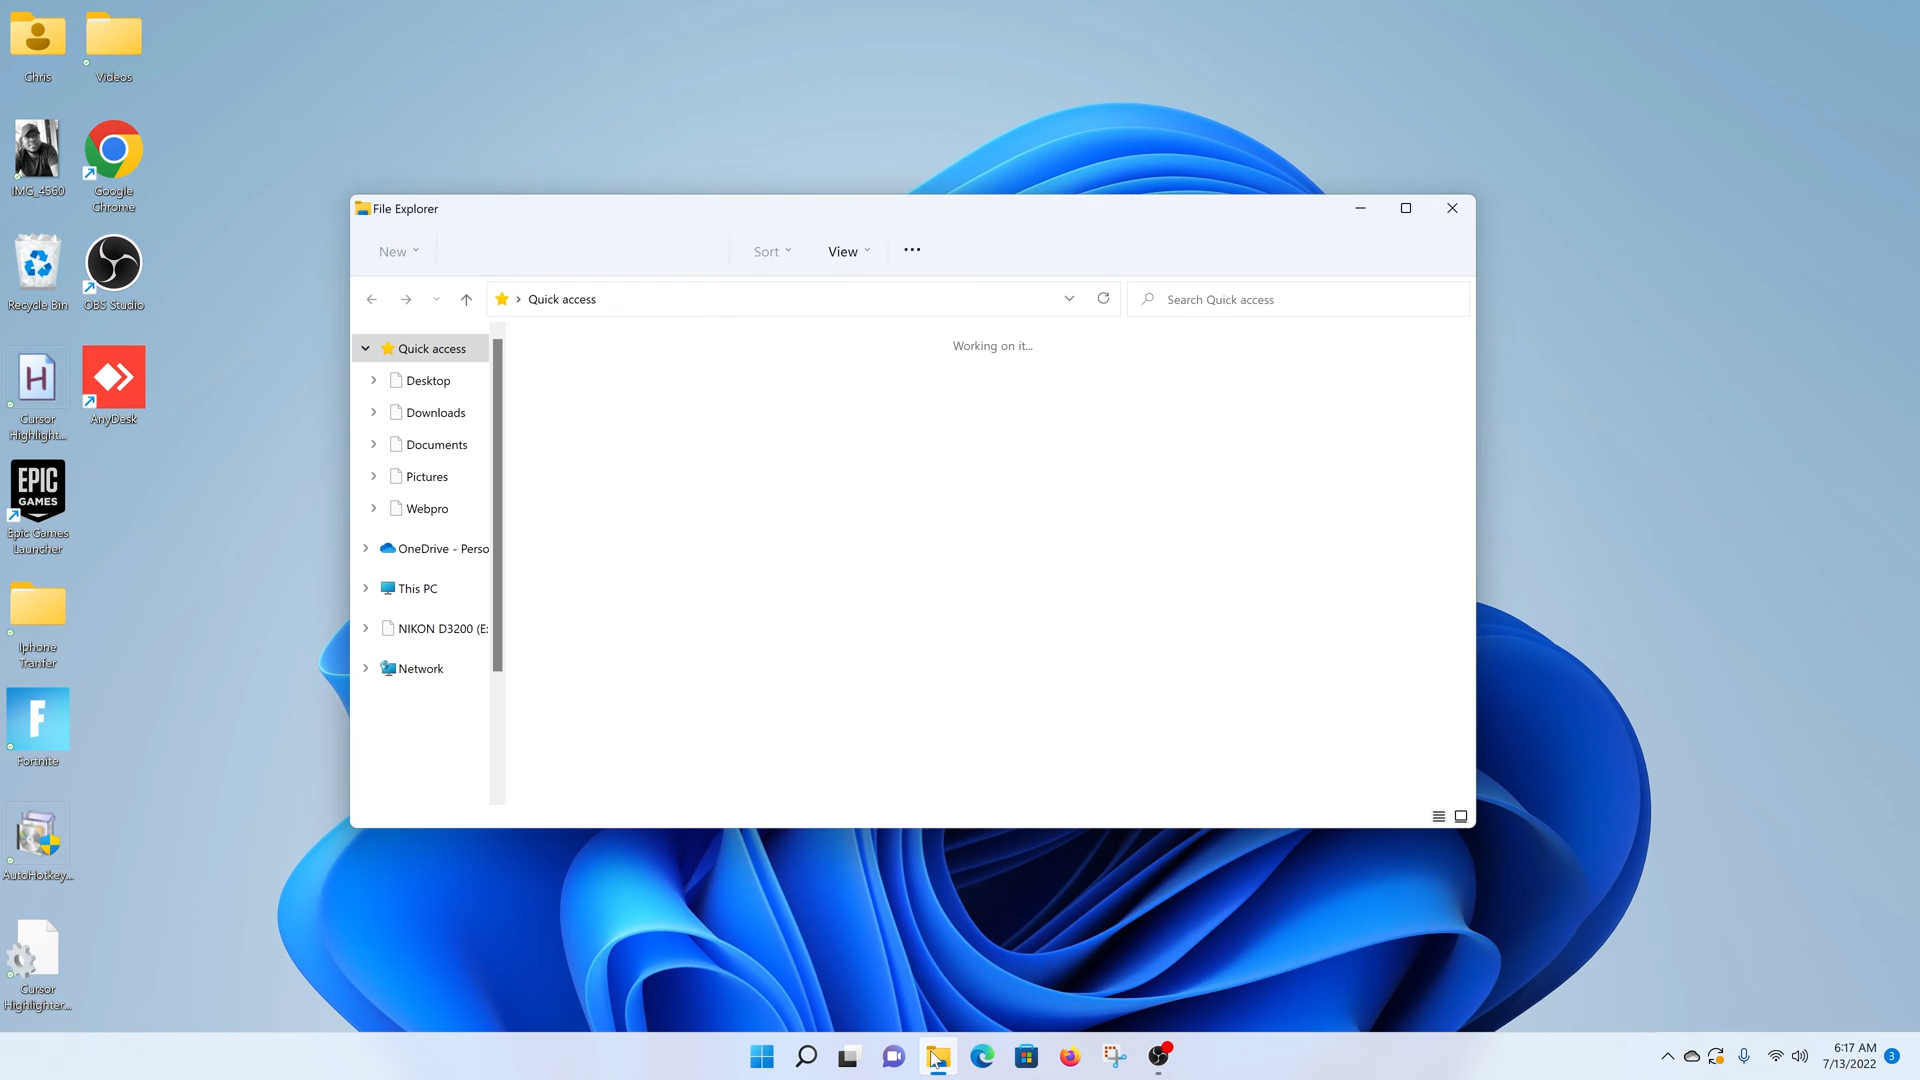 Chris
Videos
IMG_4560
Google
Chrome
Recycle Bin
OBS Studio
Cursor
Highlight...
AnyDesk
EPIC
GAMES
Epic Games
Launcher
Iphone
Tranfer
F
Fortnite
AutoHotkey...
Cursor
Highlighter...
File Explorer
New
Sort
View
Quick access
Search Quick access
Working on it...
Quick access
Desktop
Downloads
Documents
Pictures
Webpro
OneDrive - Perso
This PC
NIKON D3200 (E:
Network
6:17 AM
7/13/2022
3